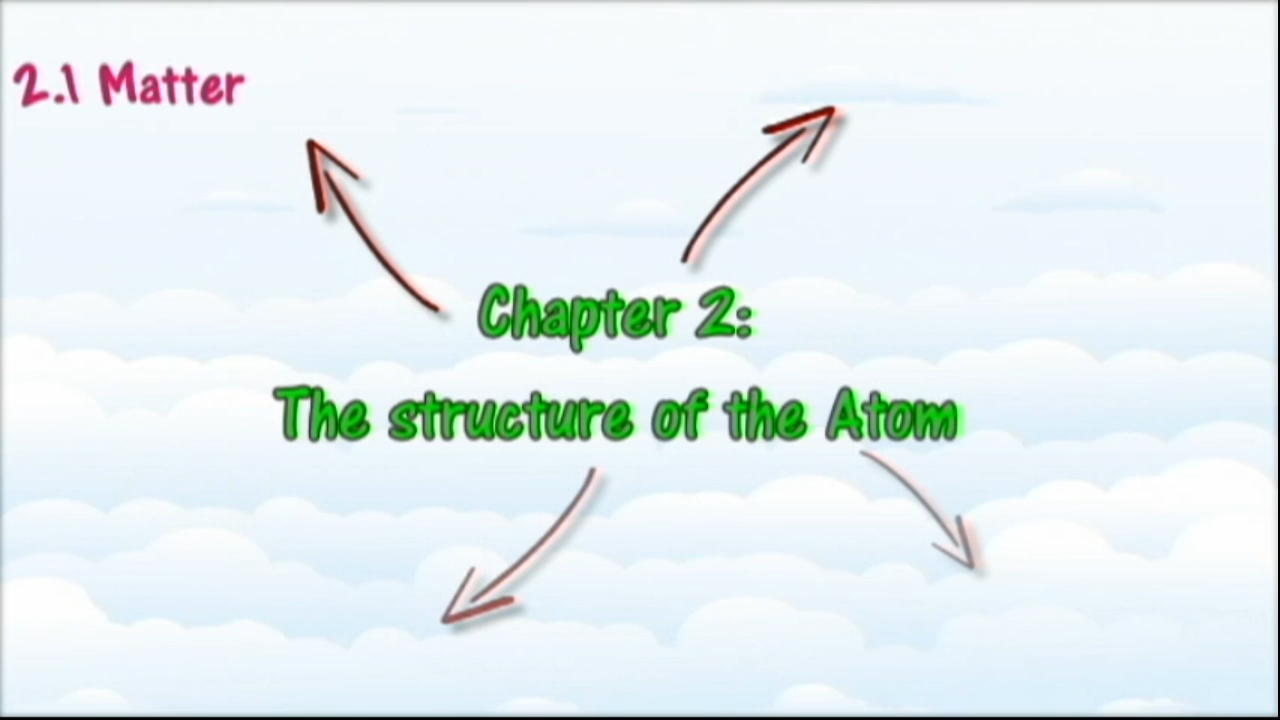 2.1 Matter
Chapter 2:
The structure of the Atom